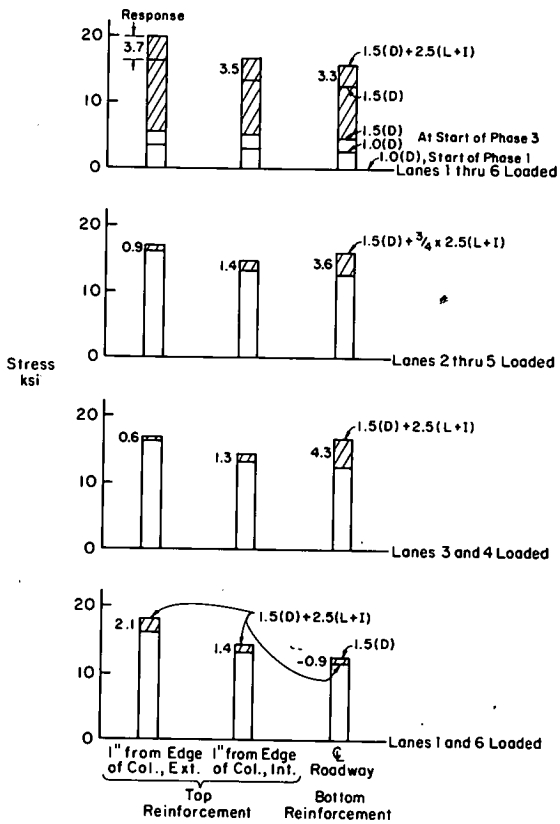 Response
20
3.7
10
0
3.5
3.3
1.5(D)+2.5(L+I)
1.5(D)
1.5(D)
1.0(D)
At Start of Phase 3
1.0(D), Start of Phase 1
Lanes 1 thru 6 Loaded
20
10
0
0.9
1.4
3.6
1.5(D)+3/4 x 2.5(L+I)
Lanes 2 thru 5 Loaded
Stress
ksi
20
10
0
0.6
1.3
4.3
1.5(D)+2.5(L+I)
Lanes 3 and 4 Loaded
20
10
0
2.1
1.4
-0.9
1.5(D)+2.5(L+I)
1.5(D)
Lanes 1 and 6 Loaded
1" from Edge
of Col., Ext.
1" from Edge
of Col., Int.
℄
Roadway
Top
Reinforcement
Bottom
Reinforcement